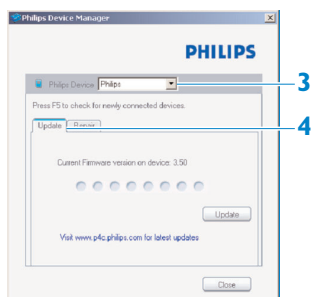 Philips Device Manager
PHILIPS
Philips Device Philips
3
Press F5 to check for newly connected devices.
Update Repair
4
Current Firmware version on device: 3.50
Update
Visit www.p4c.philips.com for latest updates
Close